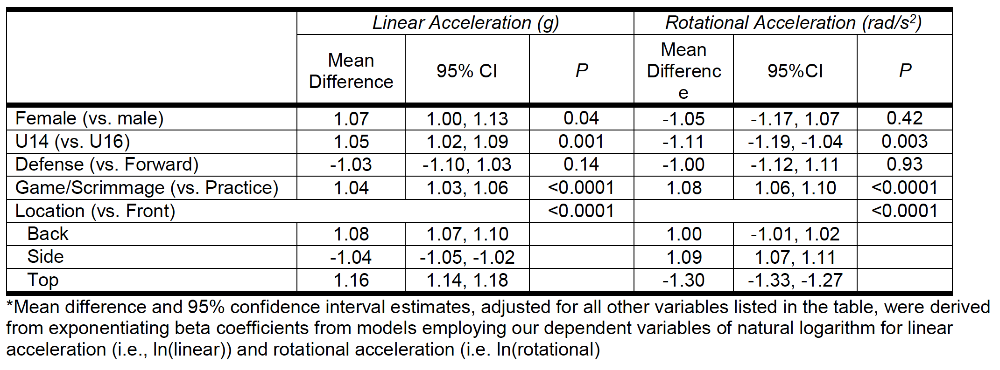 Linear Acceleration (g) Rotational Acceleration (rad/s²)
Mean Difference 95% CI P Mean Differenc e 95%CI P
Female (vs. male) 1.07 1.00, 1.13 0.04 -1.05 -1.17, 1.07 0.42
U14 (vs. U16) 1.05 1.02, 1.09 0.001 -1.11 -1.19, -1.04 0.003
Defense (vs. Forward) -1.03 -1.10, 1.03 0.14 -1.00 -1.12, 1.11 0.93
Game/Scrimmage (vs. Practice) 1.04 1.03, 1.06 <0.0001 1.08 1.06, 1.10 <0.0001
Location (vs. Front) <0.0001 <0.0001
Back 1.08 1.07, 1.10 1.00 -1.01, 1.02
Side -1.04 -1.05, -1.02 1.09 1.07, 1.11
Top 1.16 1.14, 1.18 -1.30 -1.33, -1.27
*Mean difference and 95% confidence interval estimates, adjusted for all other variables listed in the table, were derived
from exponentiating beta coefficients from models employing our dependent variables of natural logarithm for linear
acceleration (i.e., ln(linear)) and rotational acceleration (i.e. ln(rotational)